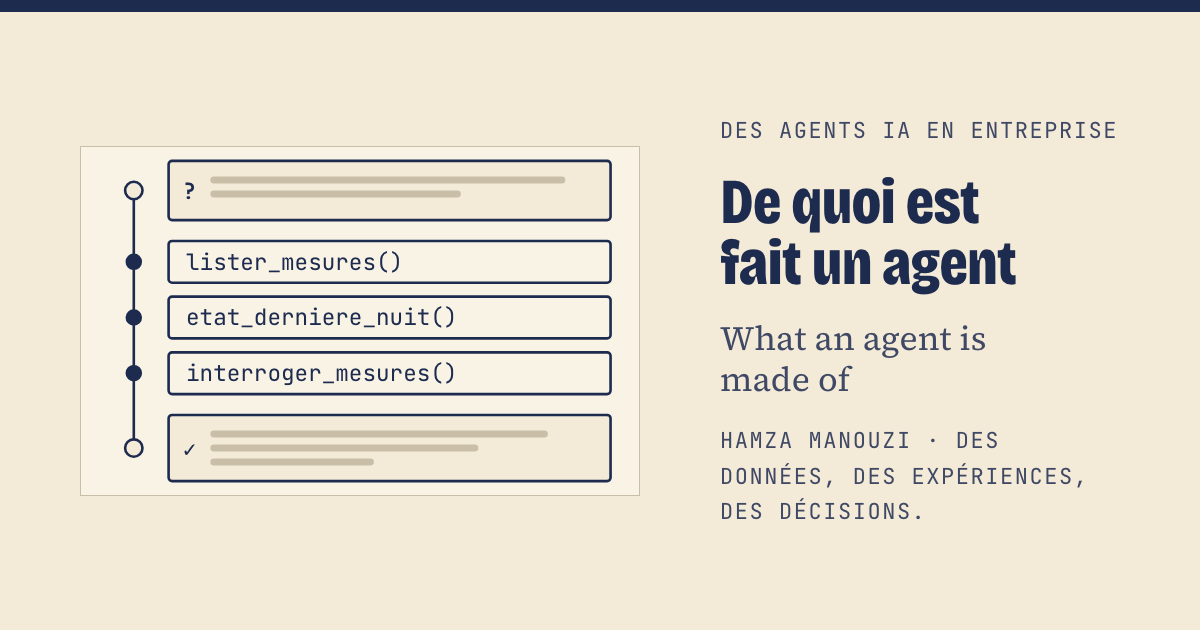 ?
lister_mesures()
etat_derniere_nuit()
interroger_mesures()
✓
DES AGENTS IA EN ENTREPRISE
De quoi est
fait un agent
What an agent is
made of
HAMZA MANOUZI · DES
DONNÉES, DES EXPÉRIENCES,
DES DÉCISIONS.